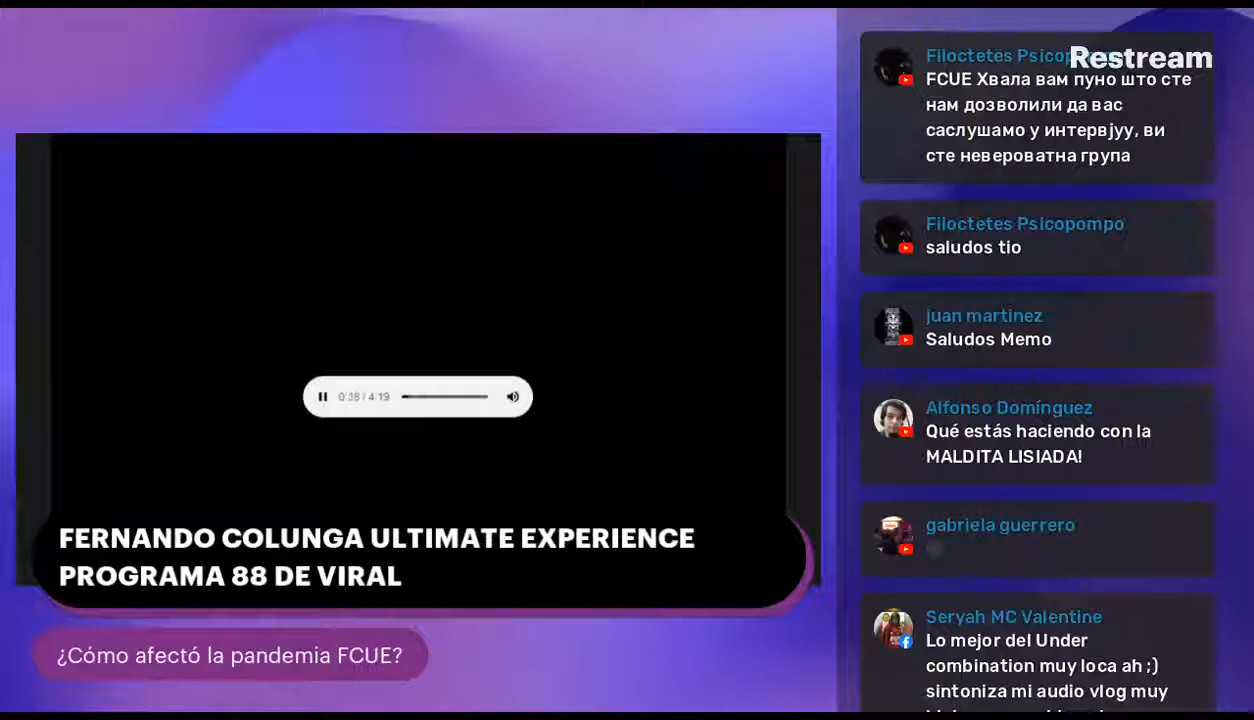 FERNANDO COLUNGA ULTIMATE EXPERIENCE
PROGRAMA 88 DE VIRAL
¿Cómo afectó la pandemia FCUE?
0:38 / 4:19
Restream
Filoctetes
FCUE Хвала вам пуно што сте
нам дозволили да вас
саслушамо у интервјуу, ви
сте невероватна група
Filoctetes Psicopompo
saludos tio
juan martinez
Saludos Memo
Alfonso Domínguez
Qué estás haciendo con la
MALDITA LISIADA!
gabriela guerrero
Seryah MC Valentine
Lo mejor del Under
combination muy loca ah ;)
sintoniza mi audio vlog muy